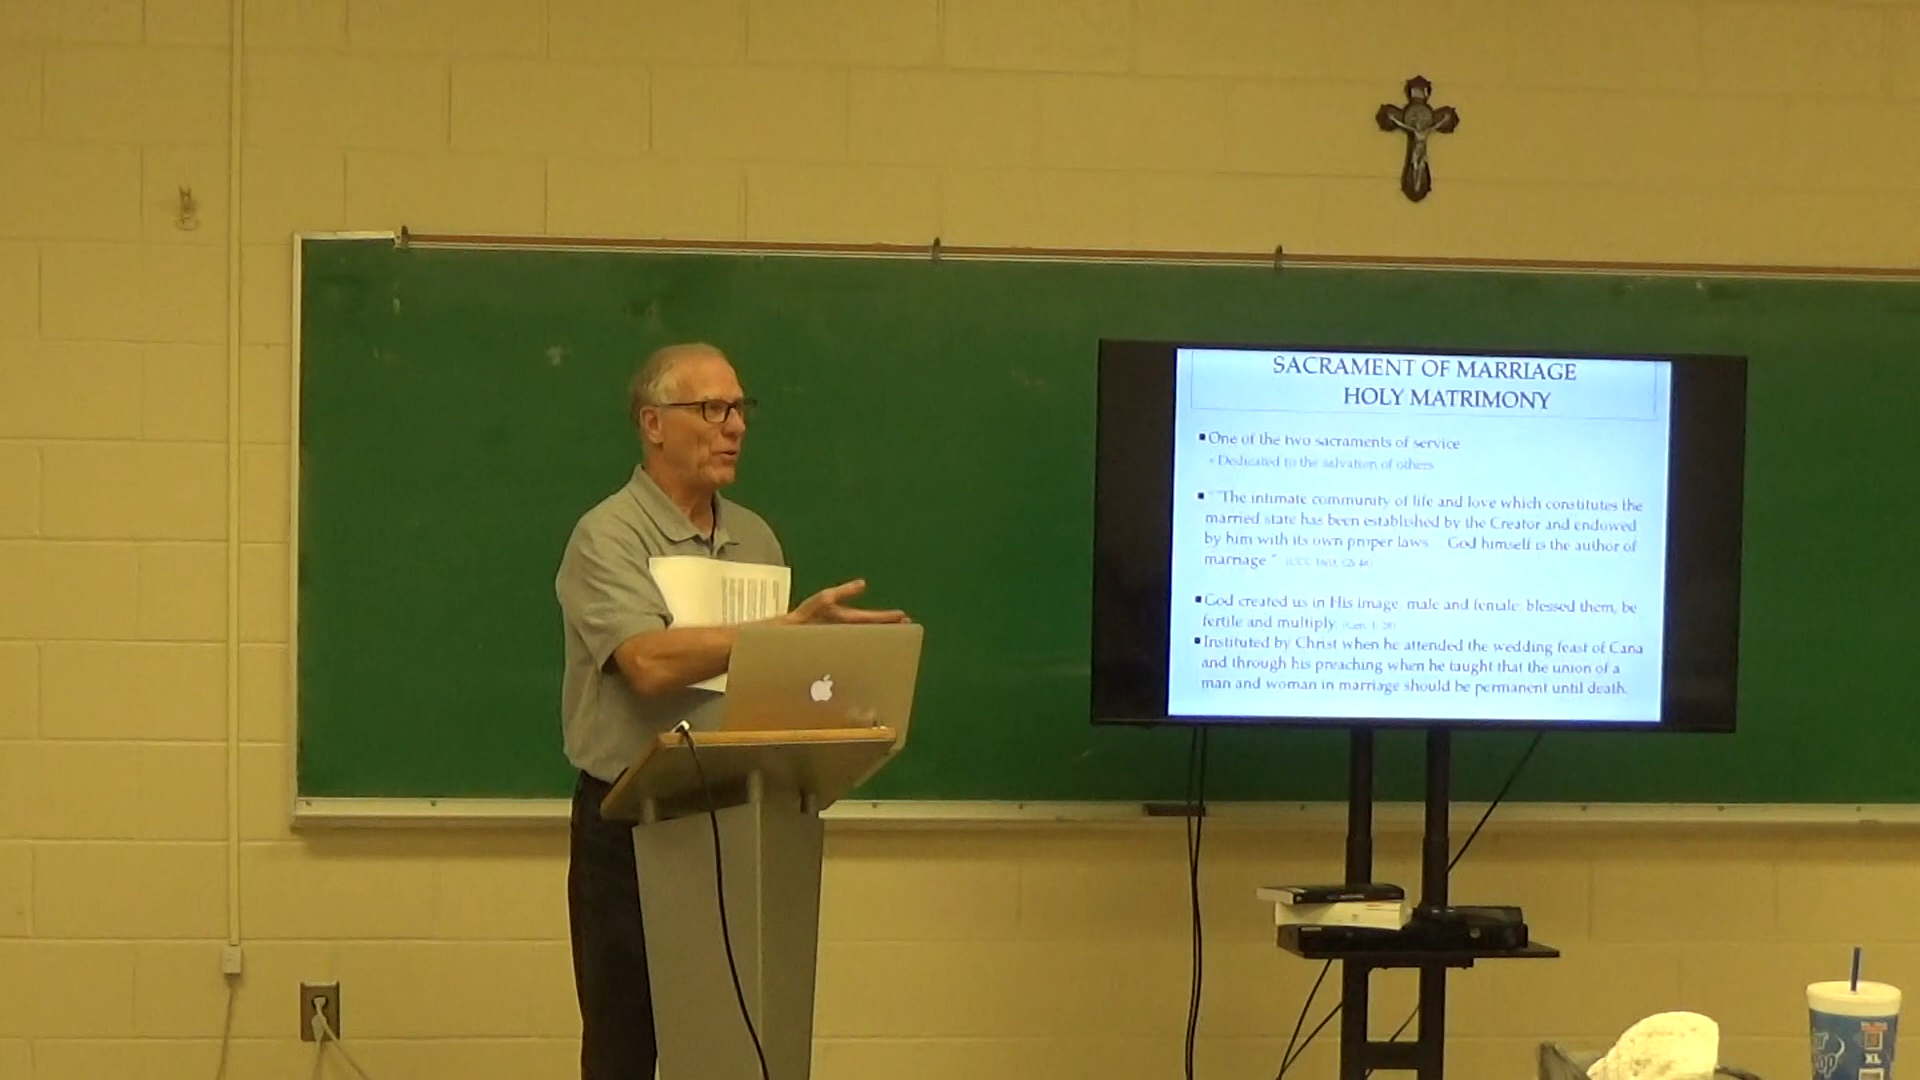 SACRAMENT OF MARRIAGE
HOLY MATRIMONY
One of the two sacraments of service
Dedicated to the salvation of others
"The intimate community of life and love which constitutes the
married state has been established by the Creator and endowed
by him with its own proper laws. God himself is the author of
marriage"
God created us in His image, male and female; blessed them, be
fertile and multiply. (Gen. 1: 28)
Instituted by Christ when he attended the wedding feast of Cana
and through his preaching when he taught that the union of a
man and woman in marriage should be permanent until death.
XL